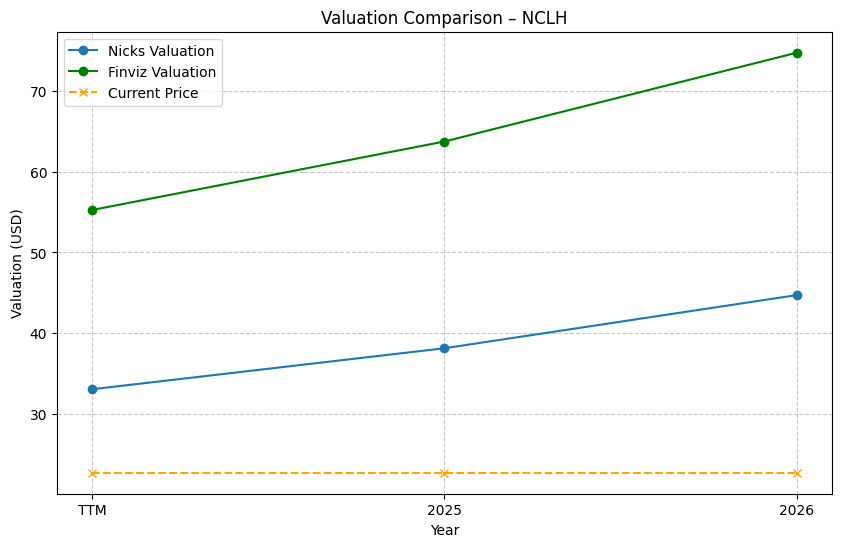 Valuation Comparison – NCLH
Nicks Valuation
Finviz Valuation
Current Price
Valuation (USD)
70
60
50
40
30
TTM
2025
2026
Year